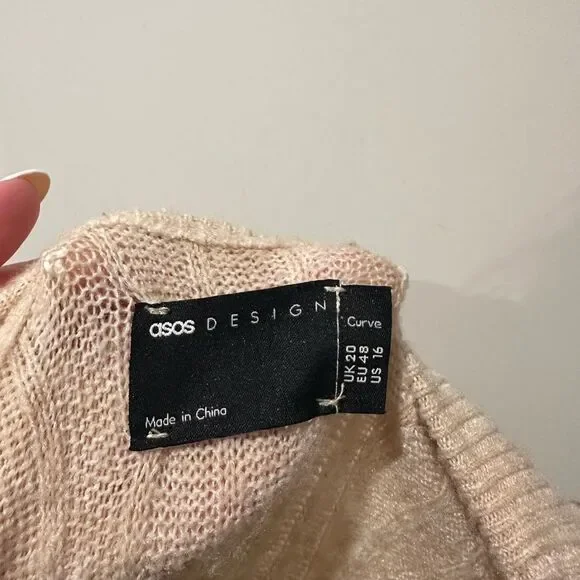 asos DESIGN
Made in China
Curve
UK 20
EU 48
US 16